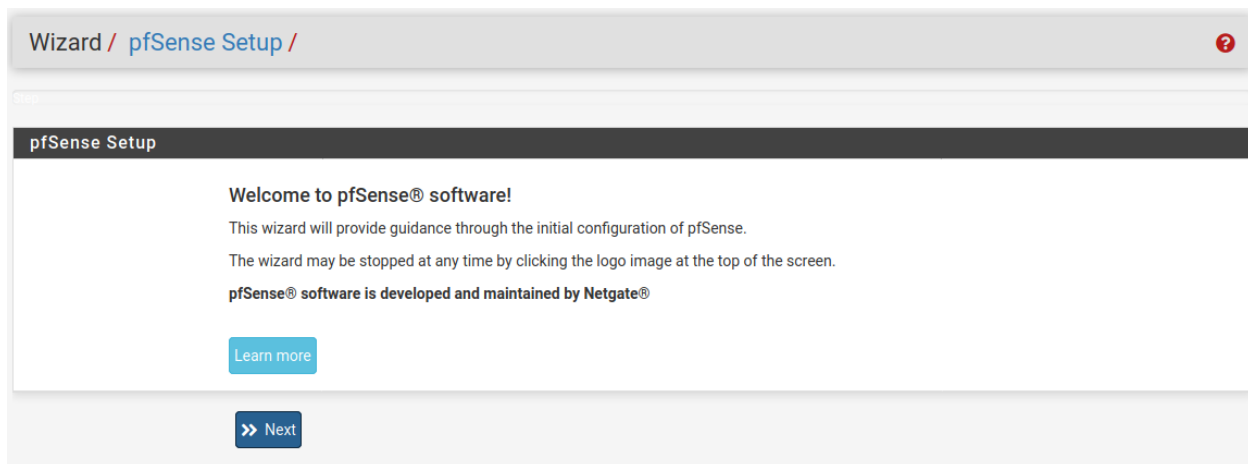 Wizard / pfSense Setup /
Step
pfSense Setup
Welcome to pfSense® software!
This wizard will provide guidance through the initial configuration of pfSense.
The wizard may be stopped at any time by clicking the logo image at the top of the screen.
pfSense® software is developed and maintained by Netgate®
Learn more
Next